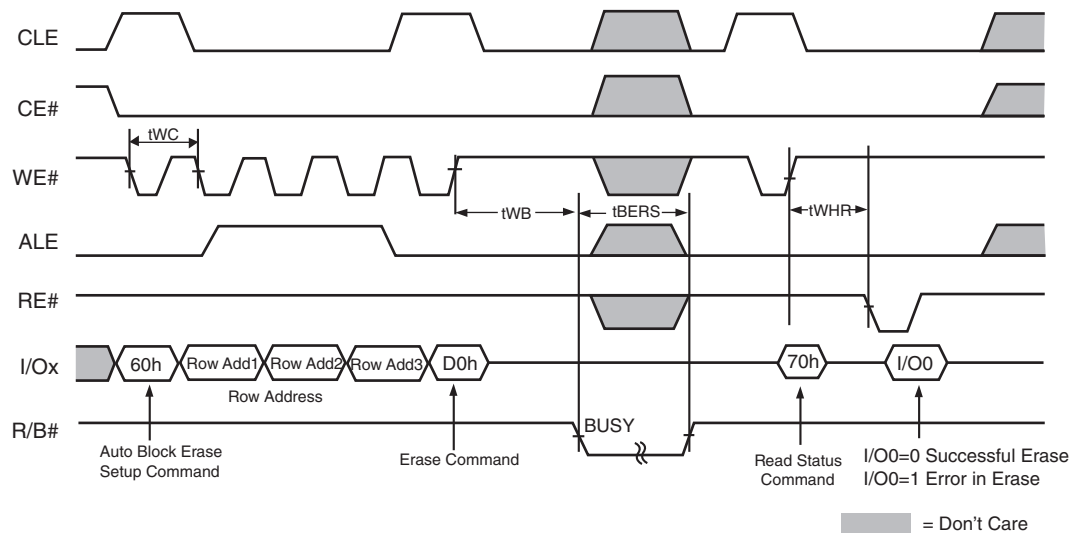 CLE
CE#
tWC
WE#
tWB
tBERS
tWHR
ALE
RE#
I/Ox
60h
Row Add1
Row Add2
Row Add3
D0h
70h
I/O0
Row Address
R/B#
BUSY
Auto Block Erase
Setup Command
Erase Command
Read Status
Command
I/O0=0 Successful Erase
I/O0=1 Error in Erase
= Don't Care